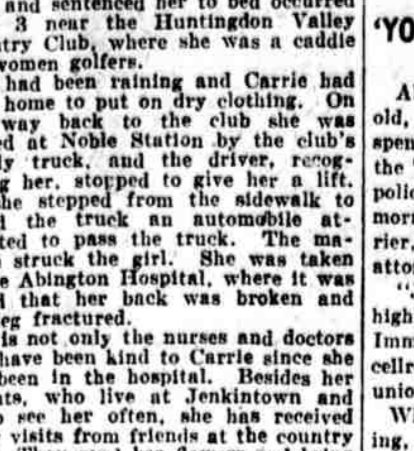 and sentenced her to bed occurred
3 near the Huntingdon Valley
try Club, where she was a caddie
women golfers.
had been raining and Carrie had
home to put on dry clothing. On
way back to the club she was
ed at Noble Station by the club's
ly truck, and the driver, recog-
g her, stopped to give her a lift.
he stepped from the sidewalk to
d the truck an automobile at-
ted to pass the truck. The ma-
struck the girl. She was taken
e Abington Hospital, where it was
d that her back was broken and
eg fractured.
is not only the nurses and doctors
have been kind to Carrie since she
been in the hospital. Besides her
nts, who live at Jenkintown and
o see her often, she has received
visits from friends at the country
'YO
A
old,
spen
the
polic
morn
rier,
attor
"
high
Imm
cellr
unio
W
ing,